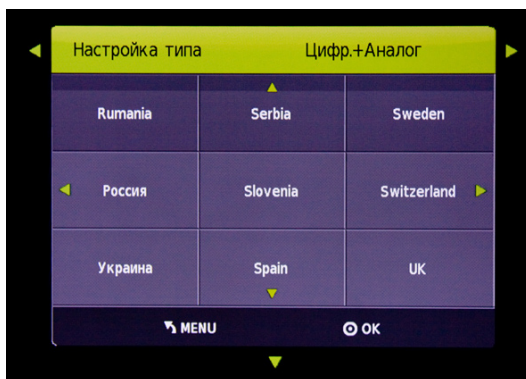 Настройка типа Цифр.+Аналог
Rumania Serbia Sweden
Россия Slovenia Switzerland
Украина Spain UK
MENU OK